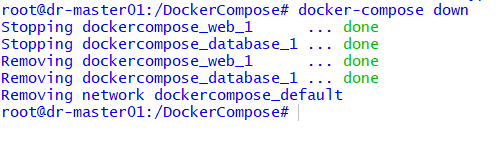 root@dr-master01:/DockerCompose# docker-compose down
Stopping dockercompose_web_1      ... done
Stopping dockercompose_database_1 ... done
Removing dockercompose_web_1      ... done
Removing dockercompose_database_1 ... done
Removing network dockercompose_default
root@dr-master01:/DockerCompose#